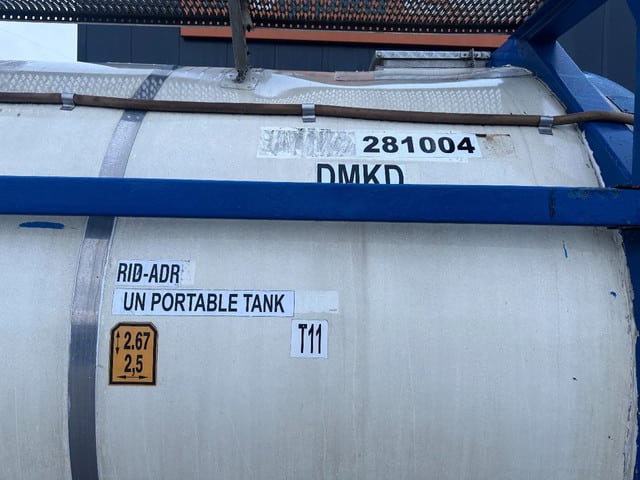 281004
DMKD
RID-ADR
UN PORTABLE TANK
T11
2.67
2,5